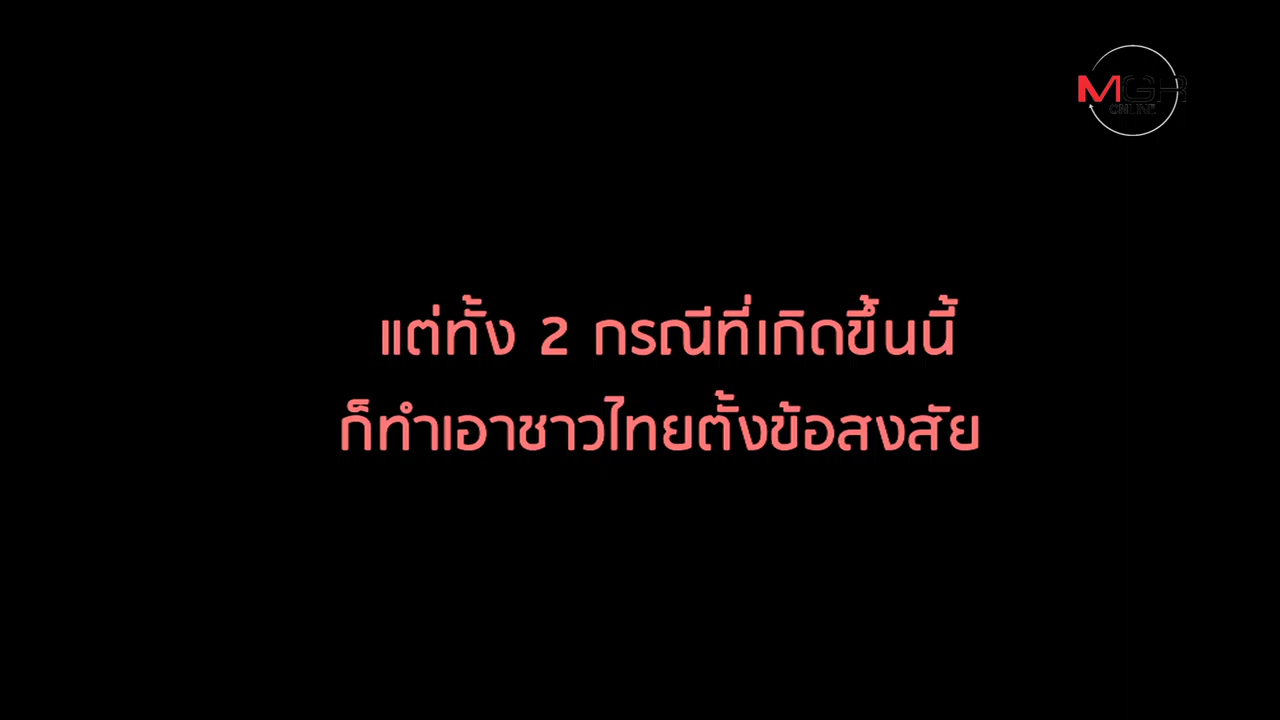 MGR
ONLINE
แต่ทั้ง 2 กรณีที่เกิดขึ้นนี้
ก็ทำเอาชาวไทยตั้งข้อสงสัย